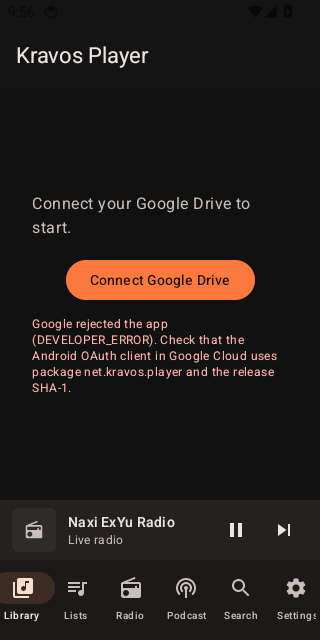 9:56
Kravos Player
Connect your Google Drive to
start.
Connect Google Drive
Google rejected the app
(DEVELOPER_ERROR). Check that the
Android OAuth client in Google Cloud uses
package net.kravos.player and the release
SHA-1.
Naxi ExYu Radio
Live radio
Library Lists Radio Podcast Search Settings